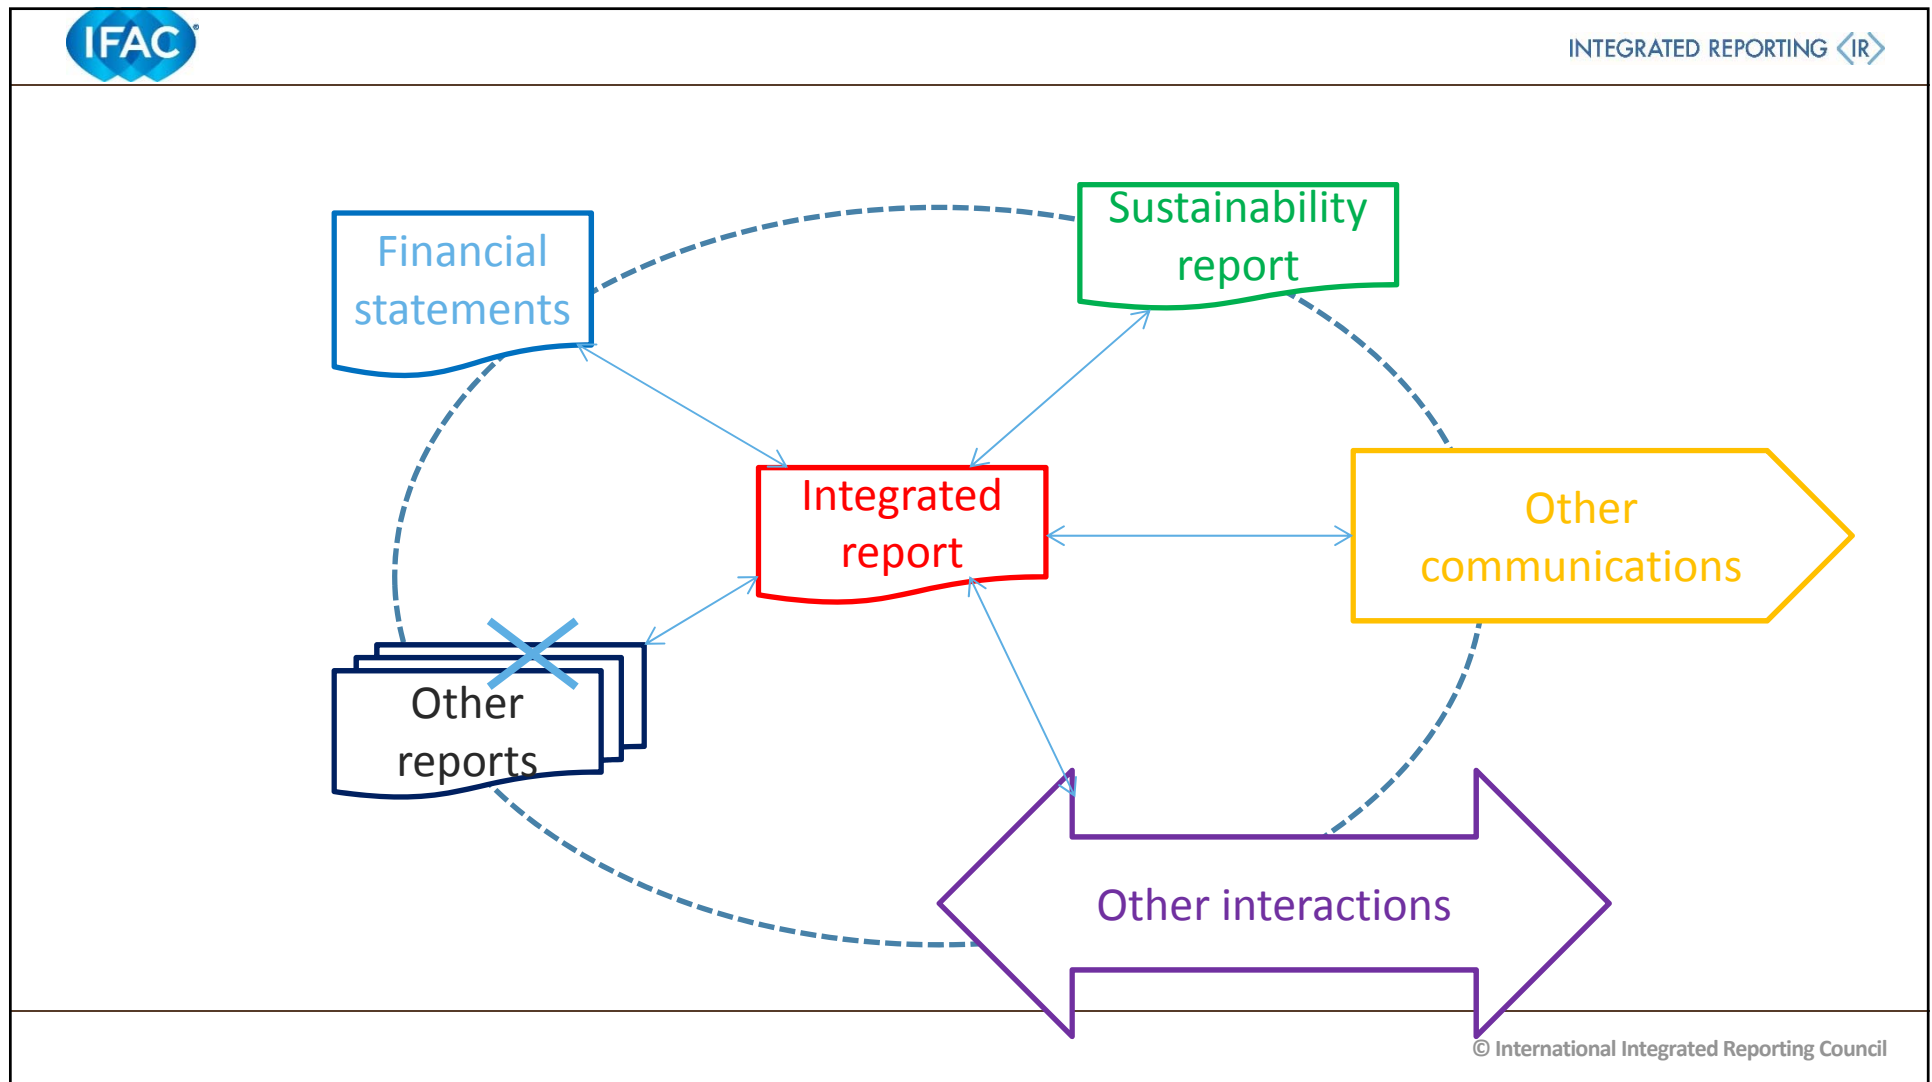 IFAC
INTEGRATED REPORTING <IR>
Financial
statements
Sustainability
report
Integrated
report
Other
communications
Other
reports
Other interactions
© International Integrated Reporting Council